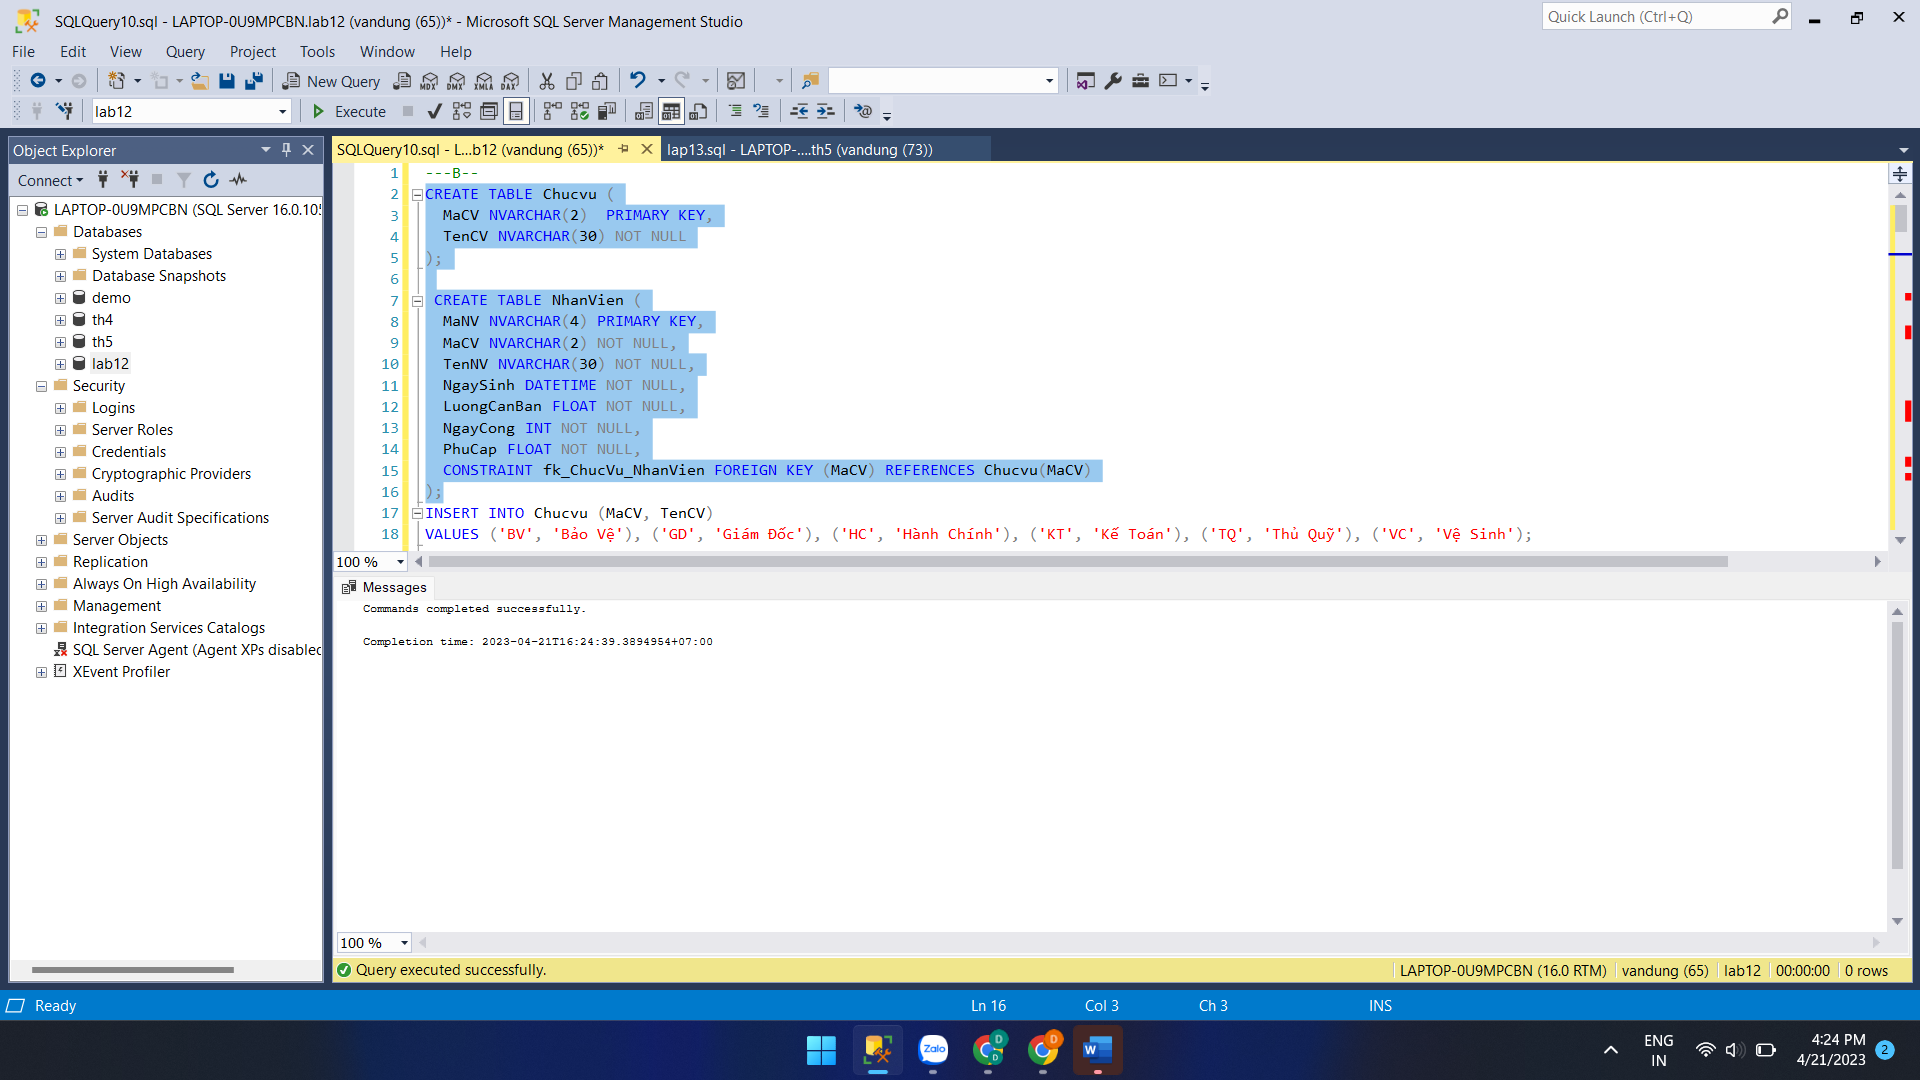 SQLQuery10.sql - LAPTOP-0U9MPCBN.lab12 (vandung (65))* - Microsoft SQL Server Management Studio
Quick Launch (Ctrl+Q)
File Edit View Query Project Tools Window Help
New Query MDX DMX XMLA DAX
lab12 Execute
Object Explorer
SQLQuery10.sql - L...b12 (vandung (65))* lap13.sql - LAPTOP-....th5 (vandung (73))
Connect
LAPTOP-0U9MPCBN (SQL Server 16.0.105
Databases
System Databases
Database Snapshots
demo
th4
th5
lab12
Security
Logins
Server Roles
Credentials
Cryptographic Providers
Audits
Server Audit Specifications
Server Objects
Replication
Always On High Availability
Management
Integration Services Catalogs
SQL Server Agent (Agent XPs disabled
XEvent Profiler
1 ---B--
2 CREATE TABLE Chucvu (
3 MaCV NVARCHAR(2)  PRIMARY KEY,
4 TenCV NVARCHAR(30) NOT NULL
5 );
6
7 CREATE TABLE NhanVien (
8 MaNV NVARCHAR(4) PRIMARY KEY,
9 MaCV NVARCHAR(2) NOT NULL,
10 TenNV NVARCHAR(30) NOT NULL,
11 NgaySinh DATETIME NOT NULL,
12 LuongCanBan FLOAT NOT NULL,
13 NgayCong INT NOT NULL,
14 PhuCap FLOAT NOT NULL,
15 CONSTRAINT fk_ChucVu_NhanVien FOREIGN KEY (MaCV) REFERENCES Chucvu(MaCV)
16 );
17 INSERT INTO Chucvu (MaCV, TenCV)
18 VALUES ('BV', 'Bảo Vệ'), ('GD', 'Giám Đốc'), ('HC', 'Hành Chính'), ('KT', 'Kế Toán'), ('TQ', 'Thủ Quỹ'), ('VC', 'Vệ Sinh');
100 %
Messages
Commands completed successfully.
Completion time: 2023-04-21T16:24:39.3894954+07:00
100 %
Query executed successfully. LAPTOP-0U9MPCBN (16.0 RTM) vandung (65) lab12 00:00:00 0 rows
Ready Ln 16 Col 3 Ch 3 INS
Zalo D D D W
ENG
IN
4:24 PM
4/21/2023
2